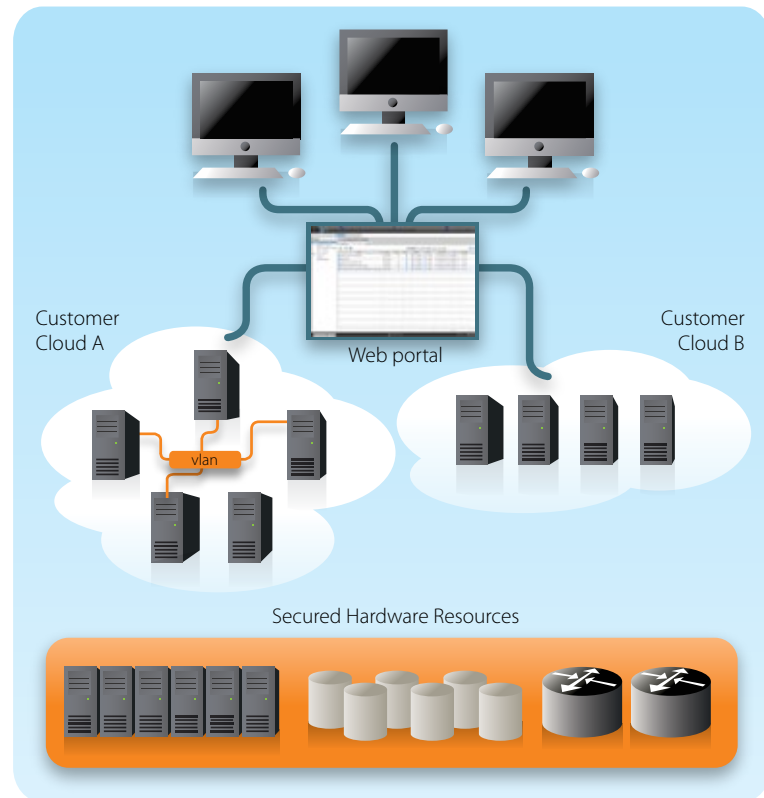 Customer
Cloud A
Customer
Cloud B
Web portal
vlan
Secured Hardware Resources